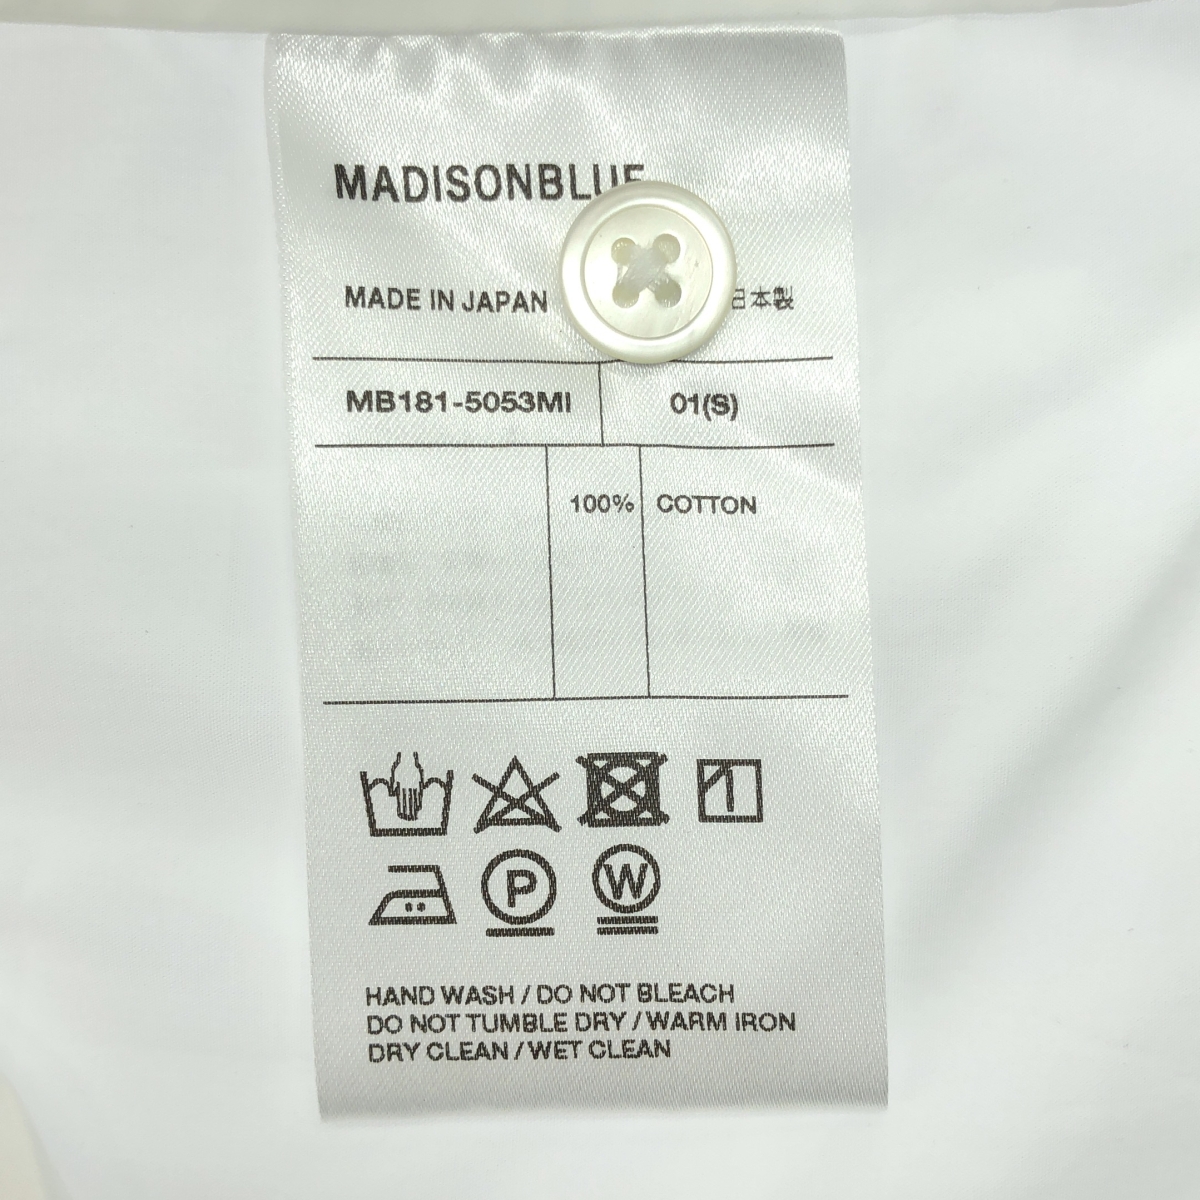 MADISONBLUE
MADE IN JAPAN 日本製
MB181-5053MI 01(S)
100% COTTON
P W
HAND WASH / DO NOT BLEACH
DO NOT TUMBLE DRY / WARM IRON
DRY CLEAN / WET CLEAN